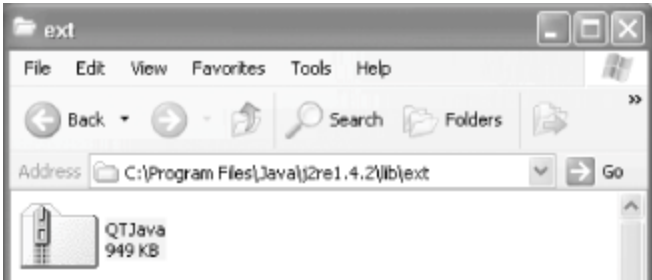 ext
File Edit View Favorites Tools Help
Back Search Folders »
Address C:\Program Files\Java\j2re1.4.2\lib\ext Go
QTJava
949 KB